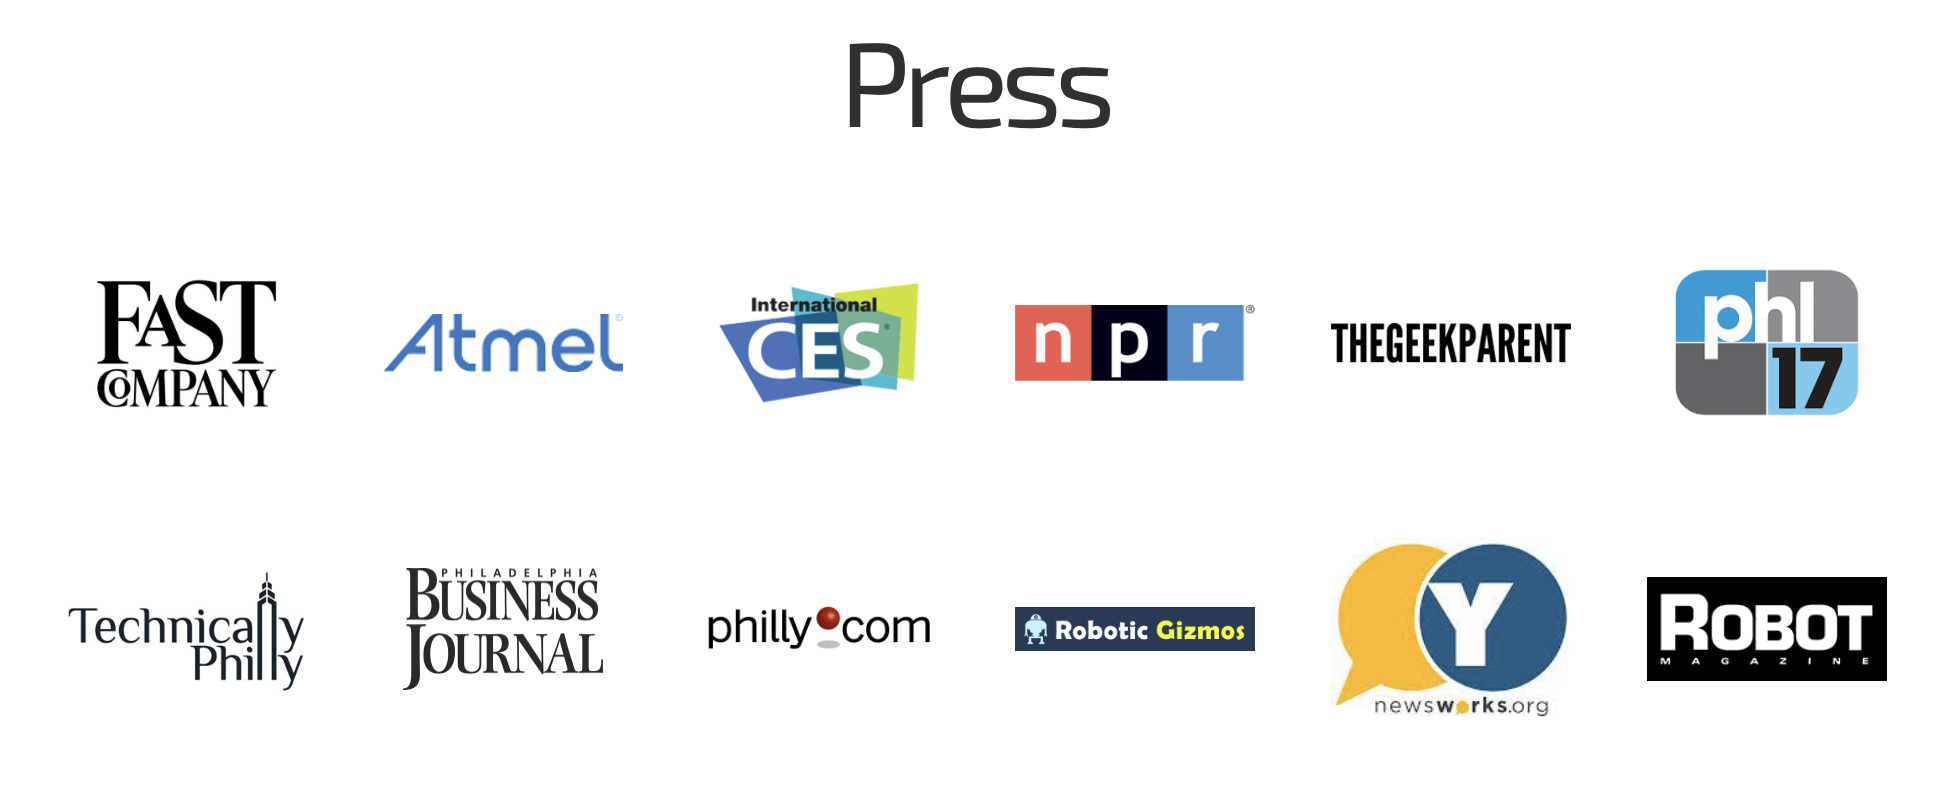 Press
FAST
COMPANY
Atmel®
International
CES®
npr®
THEGEEKPARENT
phl
17
Technically
Philly
PHILADELPHIA
BUSINESS
JOURNAL
philly.com
Robotic Gizmos
Y
newsworks.org
ROBOT
MAGAZINE